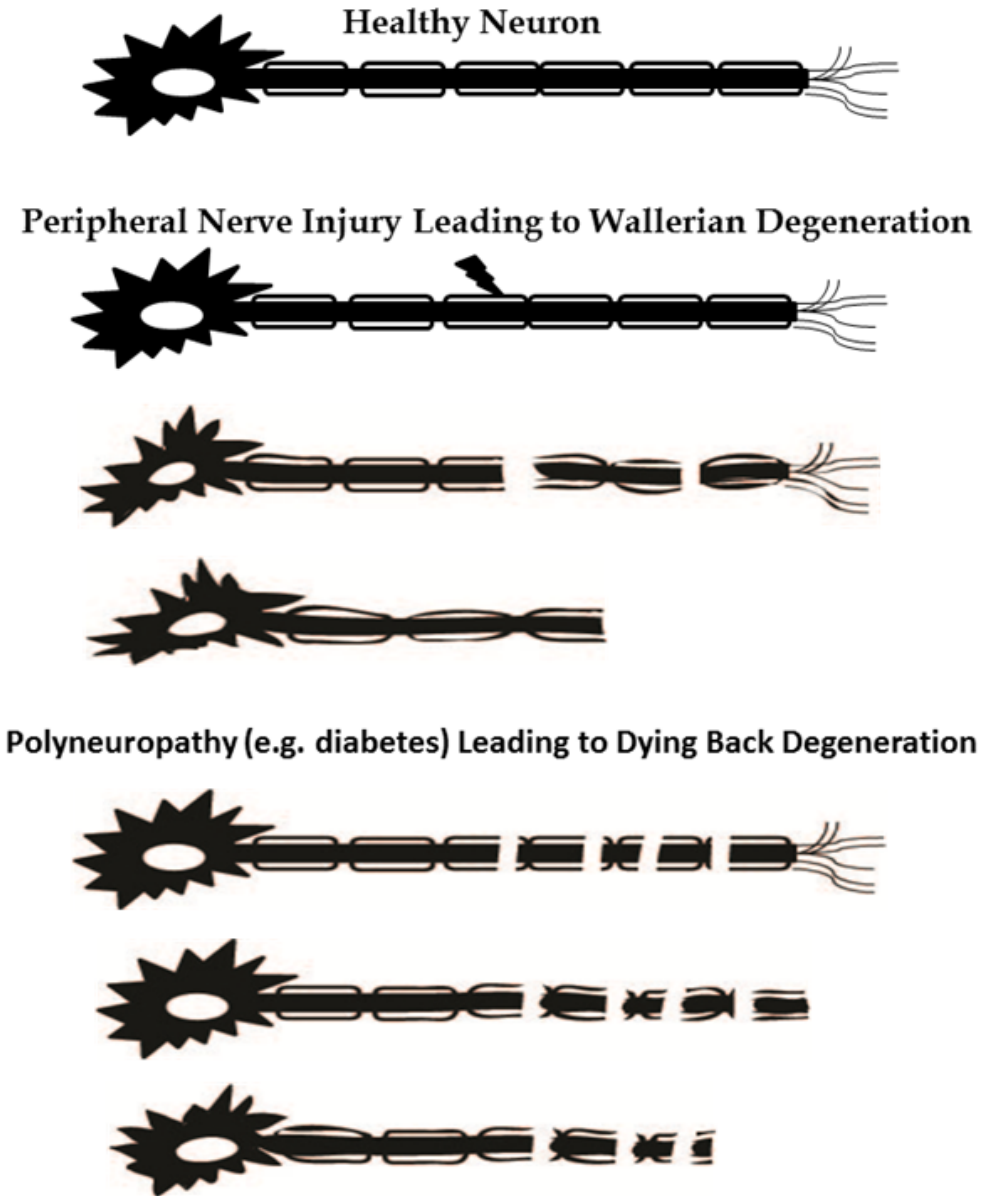 Healthy Neuron
Peripheral Nerve Injury Leading to Wallerian Degeneration
Polyneuropathy (e.g. diabetes) Leading to Dying Back Degeneration